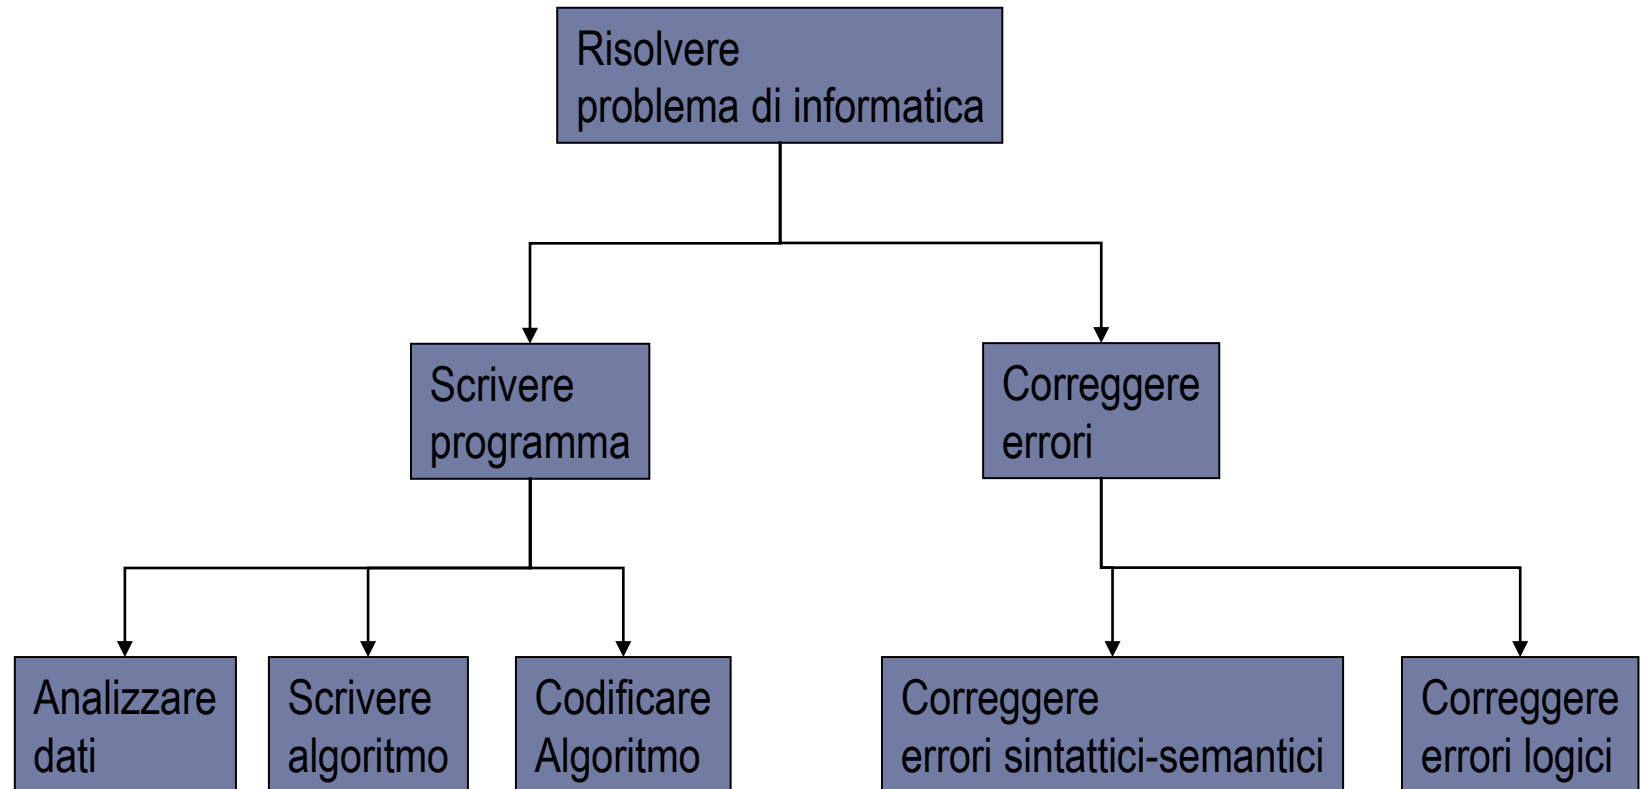 Risolvere
problema di informatica
Scrivere
programma
Correggere
errori
Analizzare
dati
Scrivere
algoritmo
Codificare
Algoritmo
Correggere
errori sintattici-semantici
Correggere
errori logici